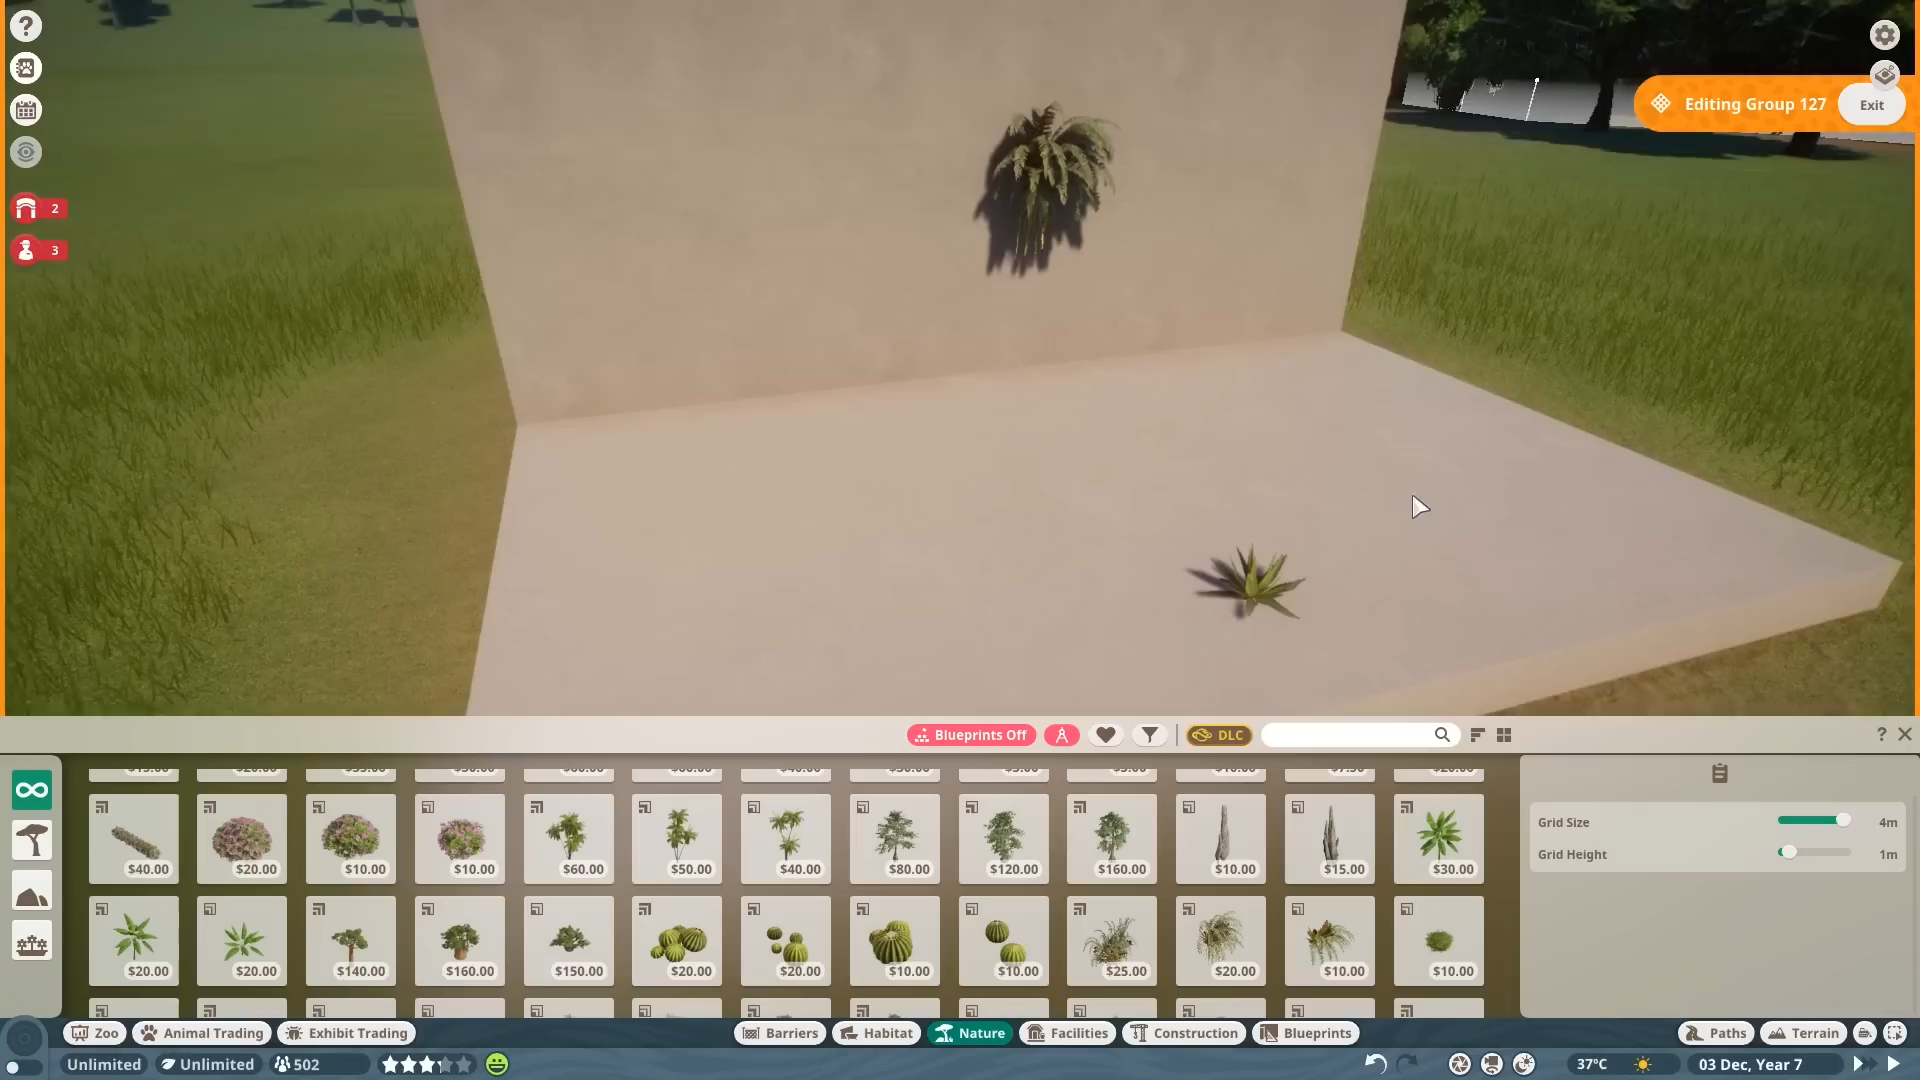 ?
Editing Group 127
Exit
2
3
Blueprints Off
DLC
?
$40.00 $20.00 $10.00 $10.00 $60.00 $50.00 $40.00 $80.00 $120.00 $160.00 $10.00 $15.00 $30.00
$20.00 $20.00 $140.00 $160.00 $150.00 $20.00 $20.00 $10.00 $10.00 $25.00 $20.00 $10.00 $10.00
Grid Size 4m
Grid Height 1m
Zoo Animal Trading Exhibit Trading Barriers Habitat Nature Facilities Construction Blueprints Paths Terrain
Unlimited Unlimited 502 37°C 03 Dec, Year 7